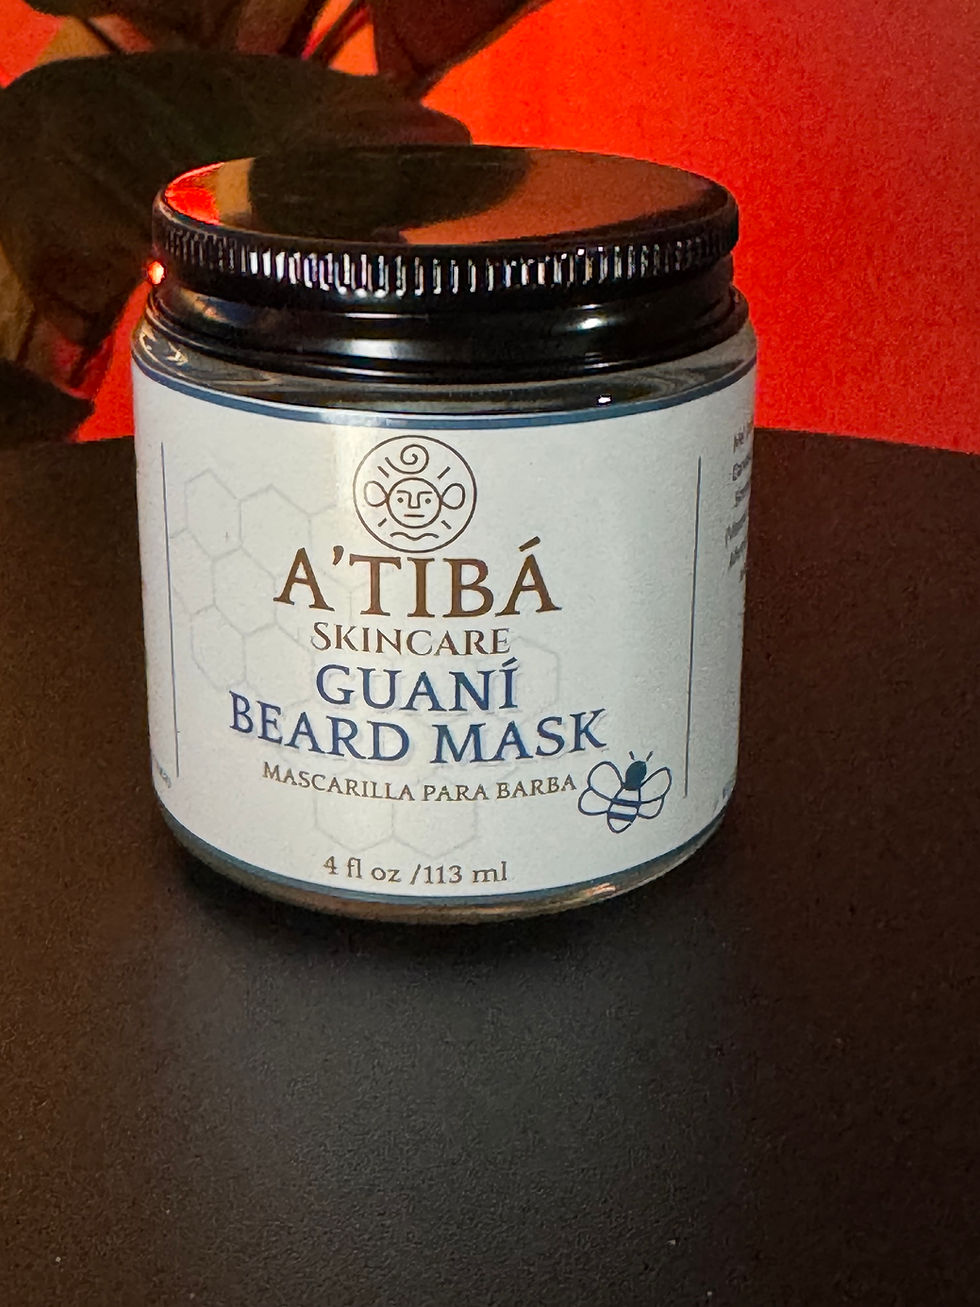 A'TIBÁ
SKINCARE
GUANÍ
BEARD MASK
MASCARILLA PARA BARBA
4 fl oz /113 ml